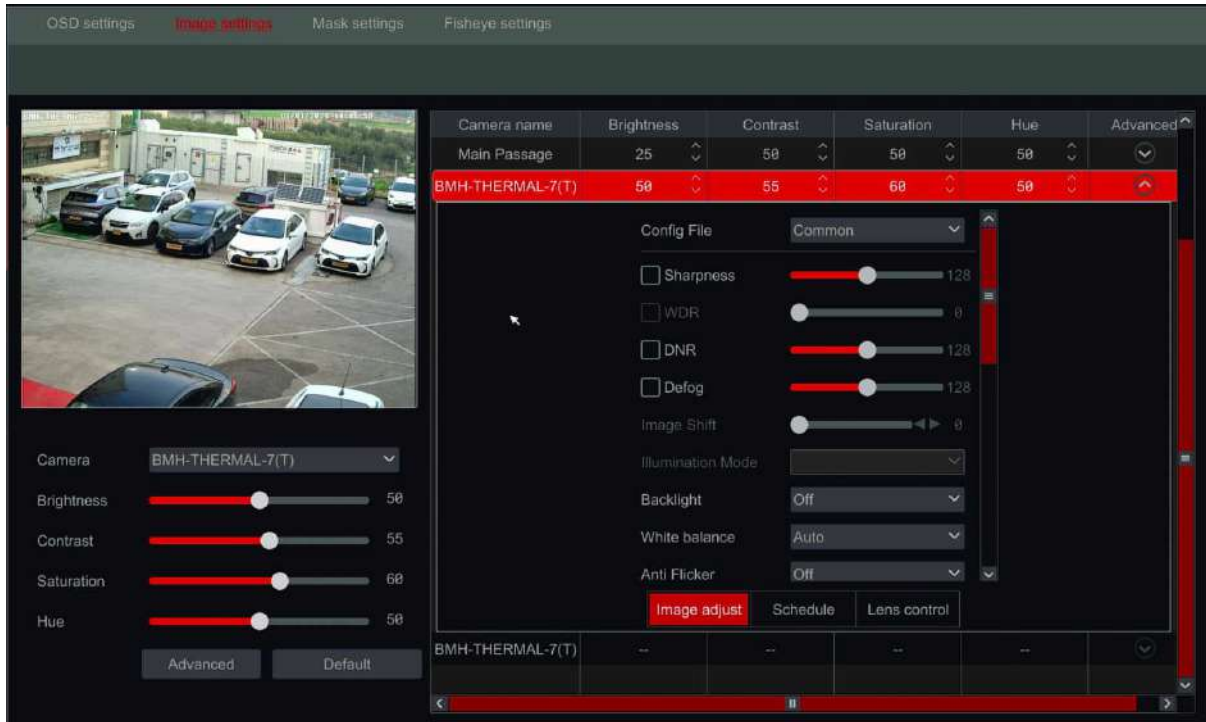 OSD settings Image settings Mask settings Fisheye settings
Camera name Brightness Contrast Saturation Hue Advanced
Main Passage 25 50 50 50
BMH-THERMAL-7(T) 50 55 60 50
Config File Common
Sharpness 128
WDR 0
DNR 128
Defog 128
Image Shift 0
Illumination Mode
Backlight Off
White balance Auto
Anti Flicker Off
Image adjust Schedule Lens control
BMH-THERMAL-7(T) -- -- -- --
Camera BMH-THERMAL-7(T)
Brightness 50
Contrast 55
Saturation 60
Hue 50
Advanced Default